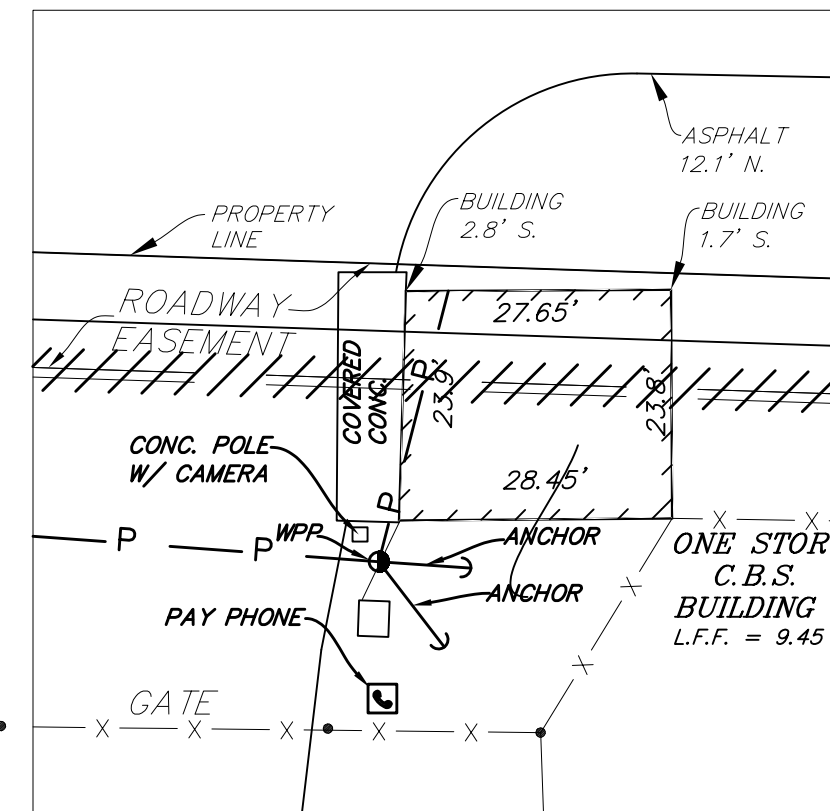 ASPHALT
12.1' N.
BUILDING
2.8' S.
BUILDING
1.7' S.
PROPERTY
LINE
ROADWAY
EASEMENT
27.65'
COVERED
CONC.
P
23.9'
23.8'
CONC. POLE
W/ CAMERA
28.45'
P
P
P
WPP
ANCHOR
ANCHOR
ONE STOR
C.B.S.
BUILDING
L.F.F. = 9.45
PAY PHONE
GATE